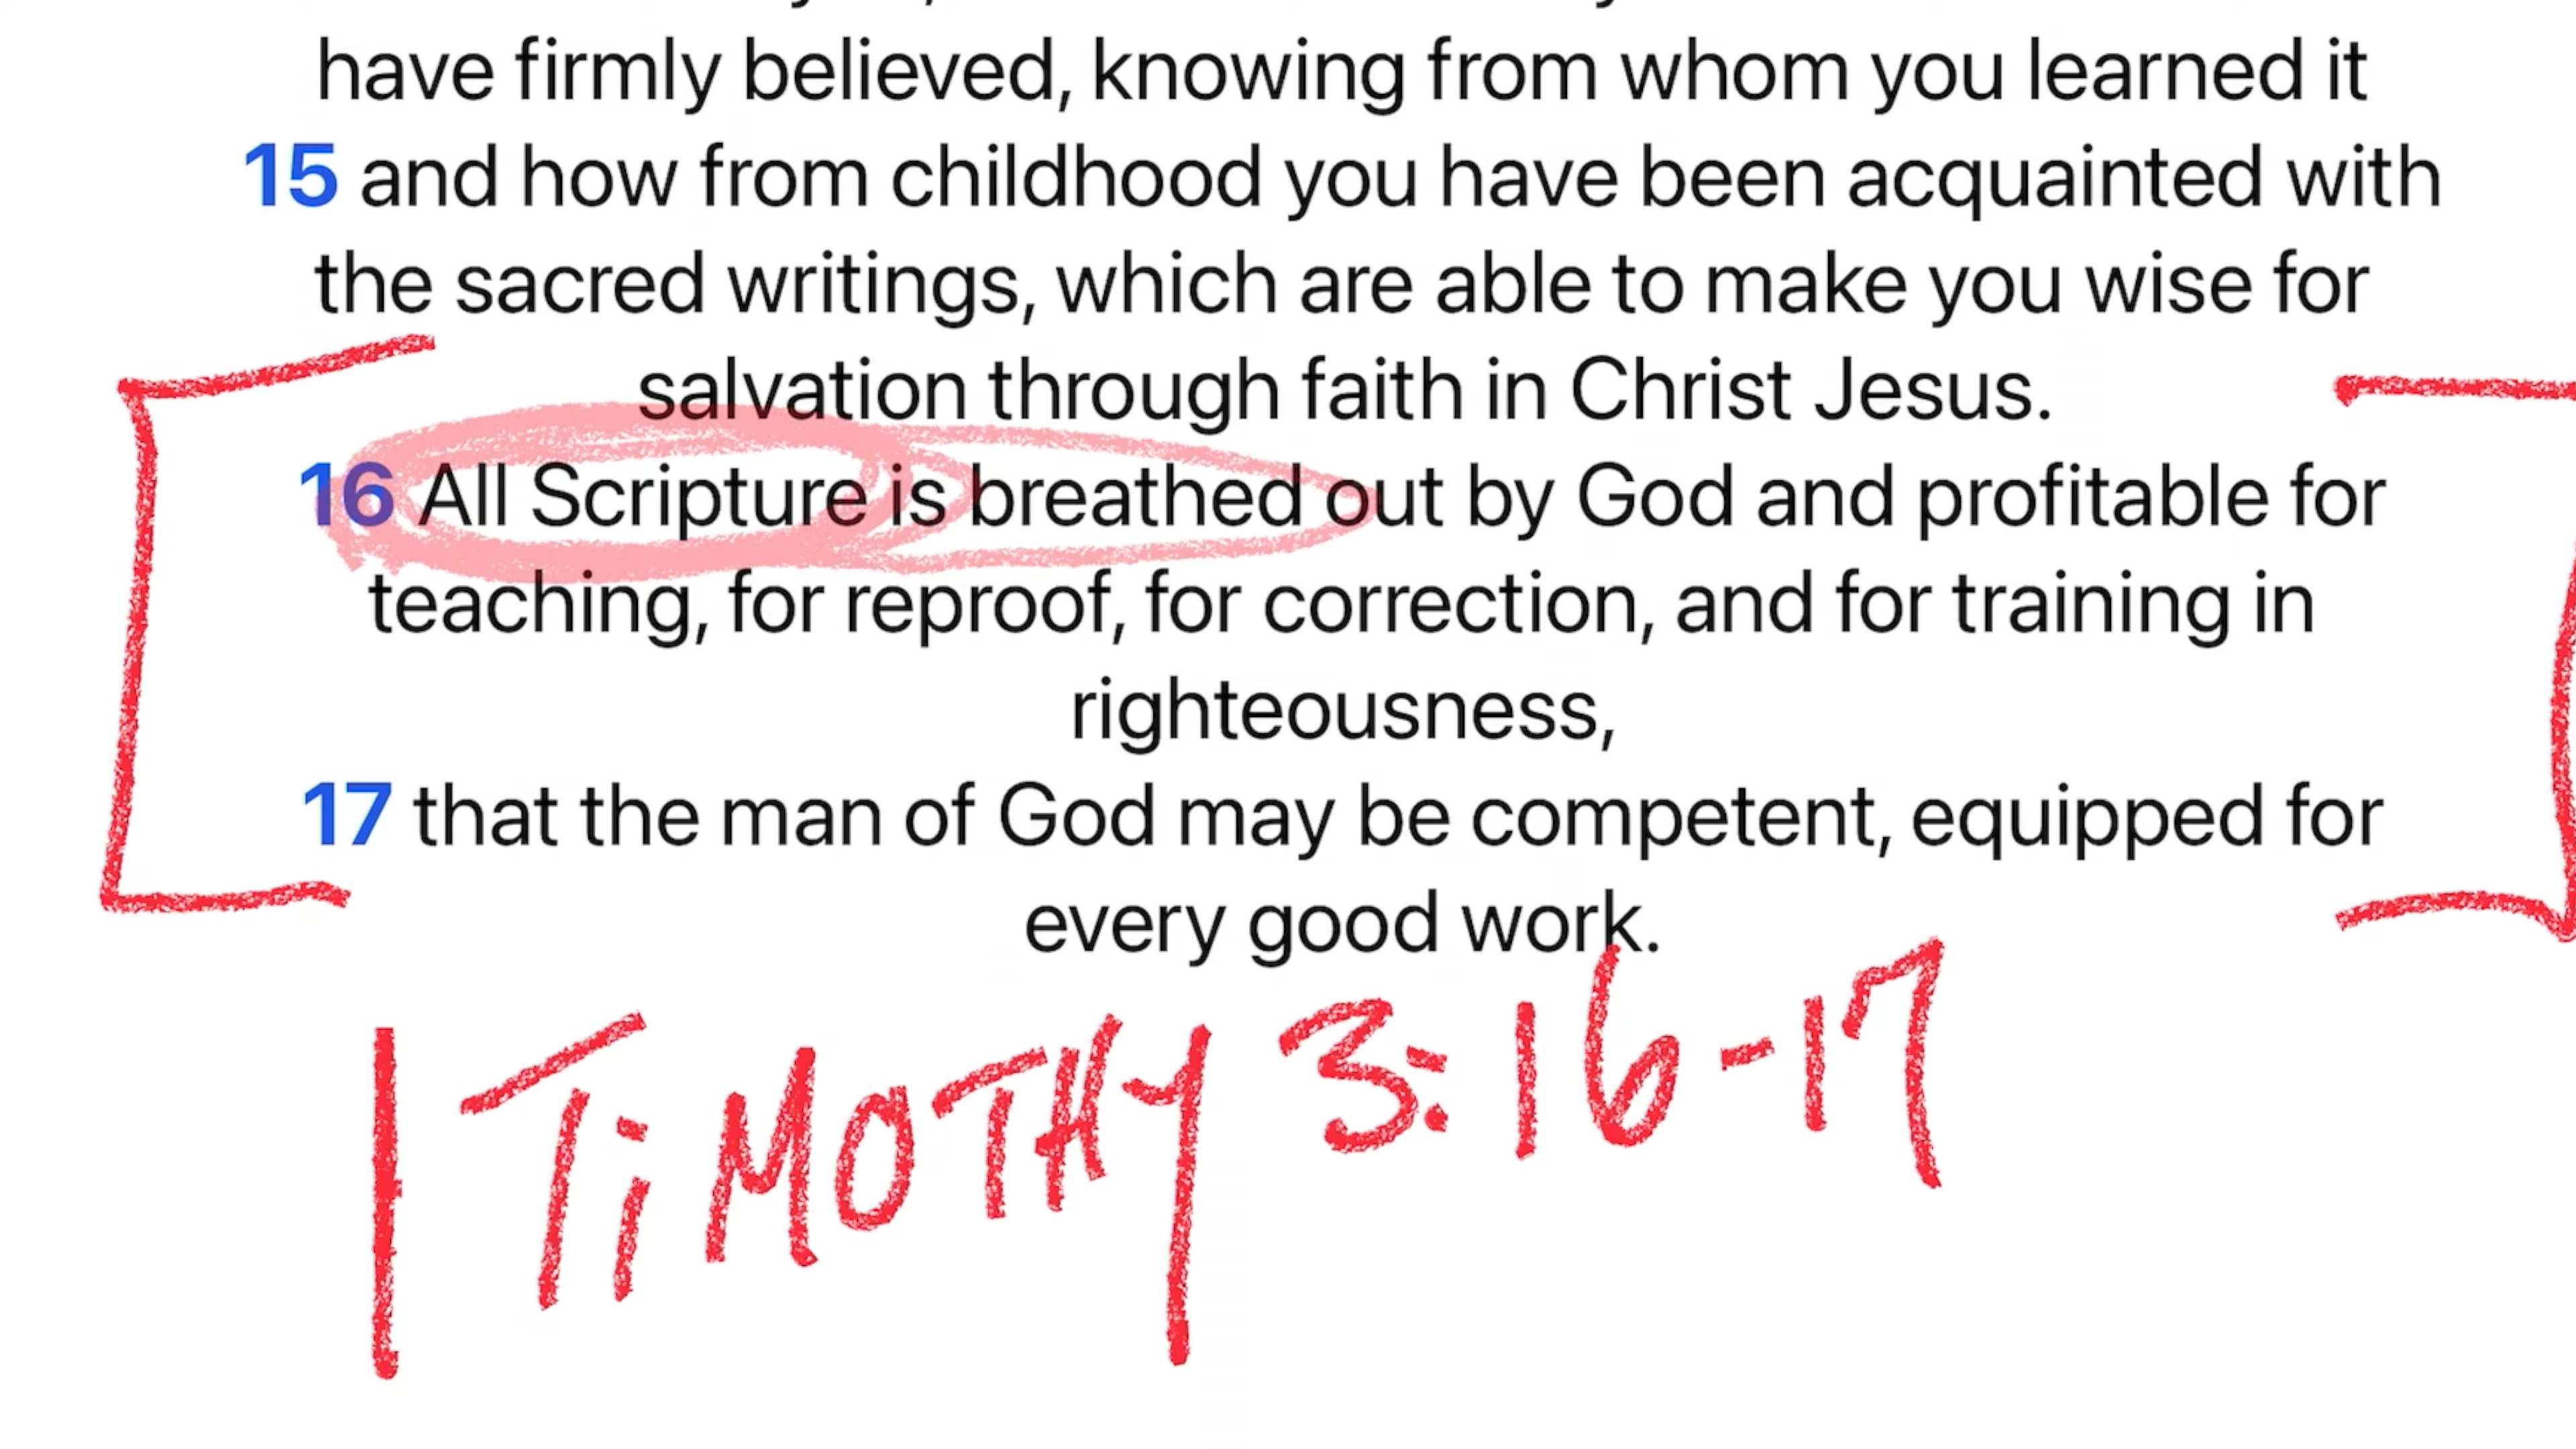 have firmly believed, knowing from whom you learned it
15 and how from childhood you have been acquainted with
the sacred writings, which are able to make you wise for
salvation through faith in Christ Jesus.
16 All Scripture is breathed out by God and profitable for
teaching, for reproof, for correction, and for training in
righteousness,
17 that the man of God may be competent, equipped for
every good work.
1 TiMOTHY 3:16-17